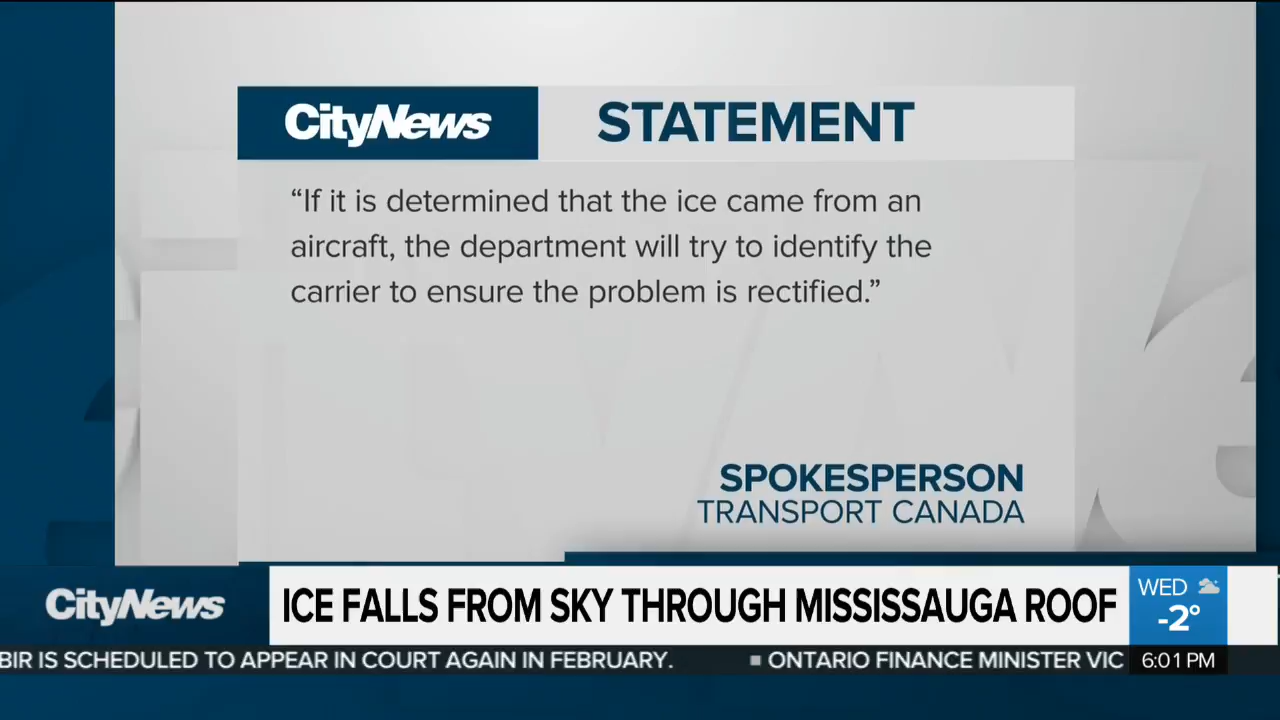 CityNews
STATEMENT
“If it is determined that the ice came from an
aircraft, the department will try to identify the
carrier to ensure the problem is rectified.”
SPOKESPERSON
TRANSPORT CANADA
CityNews
ICE FALLS FROM SKY THROUGH MISSISSAUGA ROOF
WED
-2°
BIR IS SCHEDULED TO APPEAR IN COURT AGAIN IN FEBRUARY. ■ ONTARIO FINANCE MINISTER VIC
6:01 PM